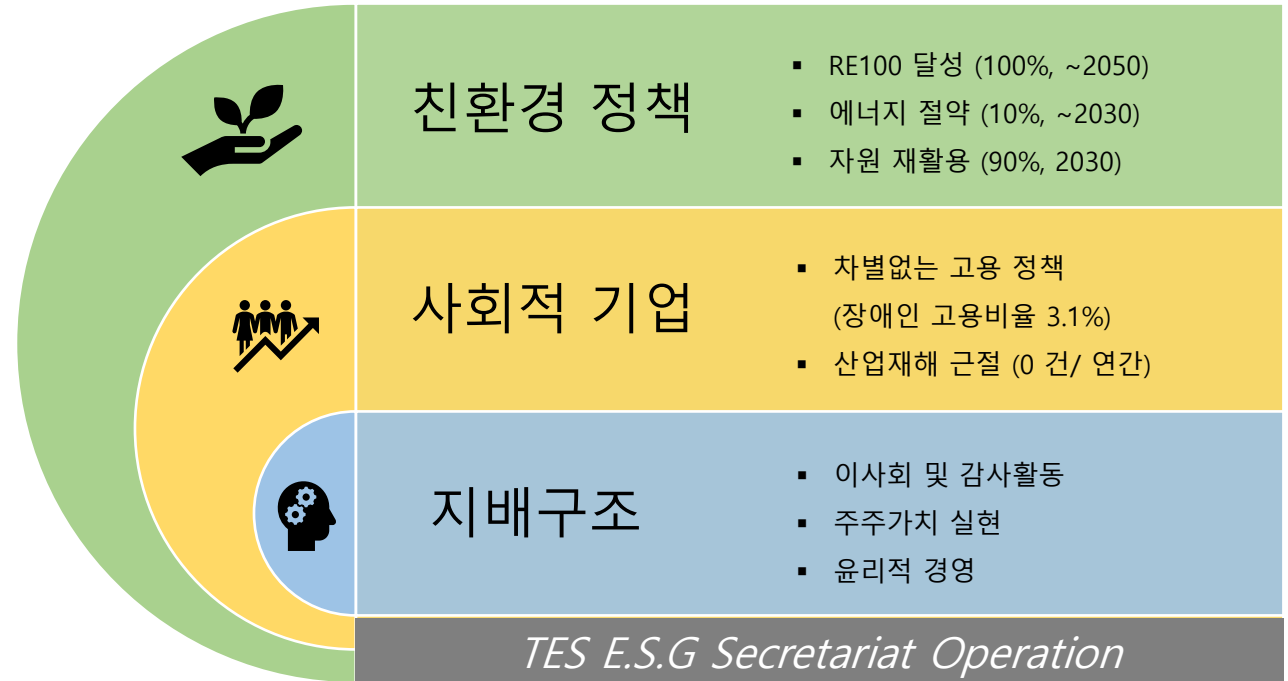 친환경 정책
▪ RE100 달성 (100%, ~2050)
▪ 에너지 절약 (10%, ~2030)
▪ 자원 재활용 (90%, 2030)
사회적 기업
▪ 차별없는 고용 정책
(장애인 고용비율 3.1%)
▪ 산업재해 근절 (0 건/ 연간)
지배구조
▪ 이사회 및 감사활동
▪ 주주가치 실현
▪ 윤리적 경영
TES E.S.G Secretariat Operation